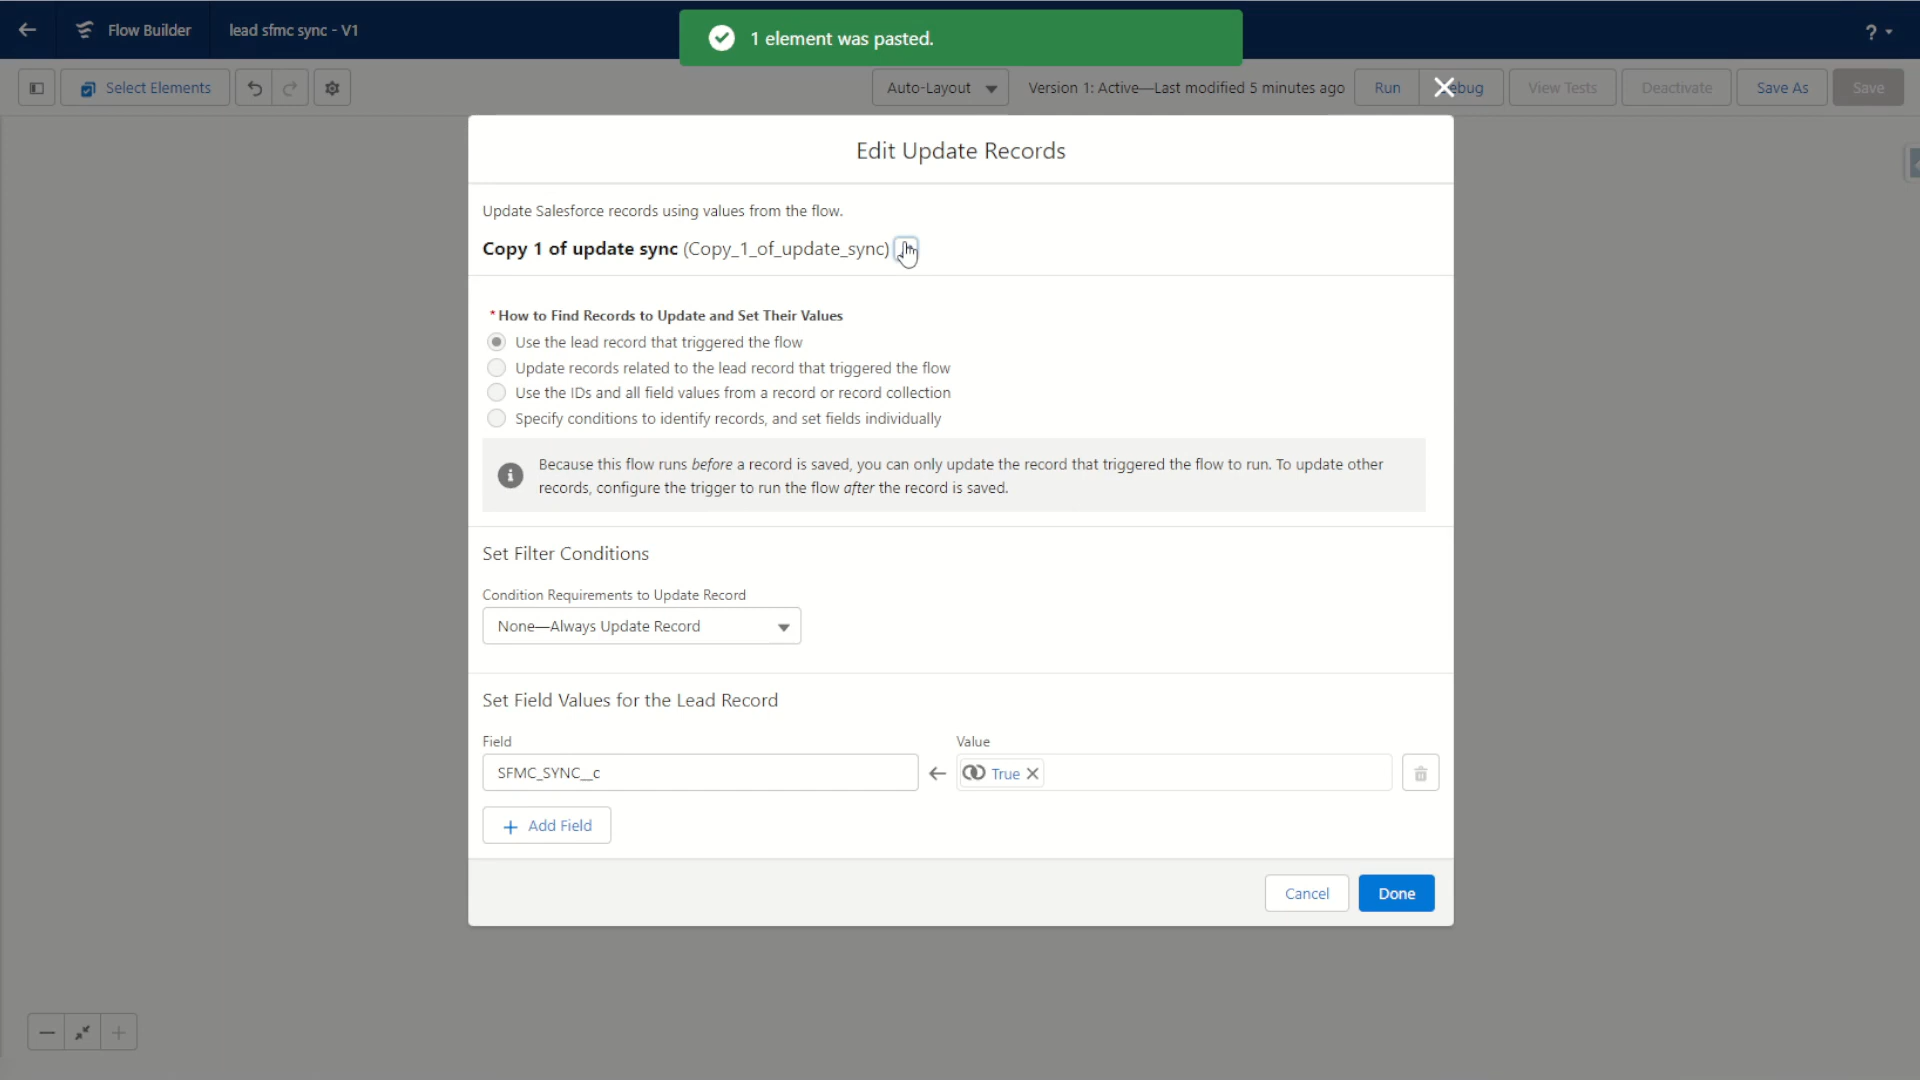 Flow Builder
lead sfmc sync - V1
1 element was pasted.
?
Select Elements
Auto-Layout
Version 1: Active—Last modified 5 minutes ago
Run
ebug
View Tests
Deactivate
Save As
Save
Edit Update Records
Update Salesforce records using values from the flow.
Copy 1 of update sync (Copy_1_of_update_sync)
* How to Find Records to Update and Set Their Values
Use the lead record that triggered the flow
Update records related to the lead record that triggered the flow
Use the IDs and all field values from a record or record collection
Specify conditions to identify records, and set fields individually
Because this flow runs before a record is saved, you can only update the record that triggered the flow to run. To update other
records, configure the trigger to run the flow after the record is saved.
Set Filter Conditions
Condition Requirements to Update Record
None—Always Update Record
Set Field Values for the Lead Record
Field
Value
SFMC_SYNC__c
True
Add Field
Cancel
Done